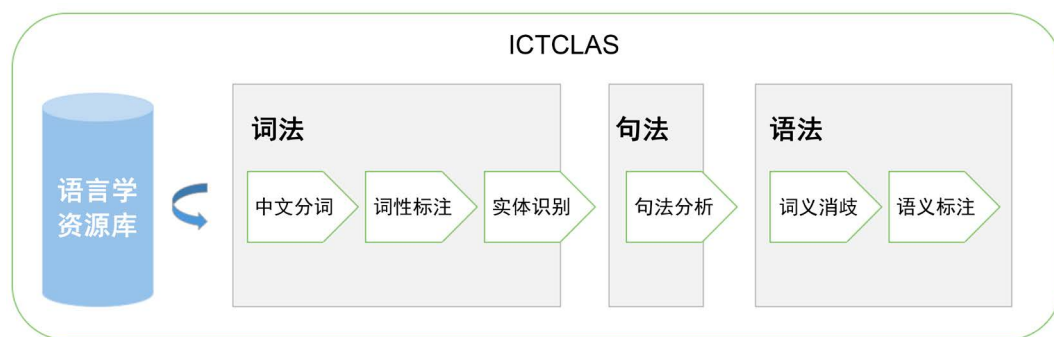 ICTCLAS
语言学
资源库
词法
中文分词
词性标注
实体识别
句法
句法分析
语法
词义消歧
语义标注